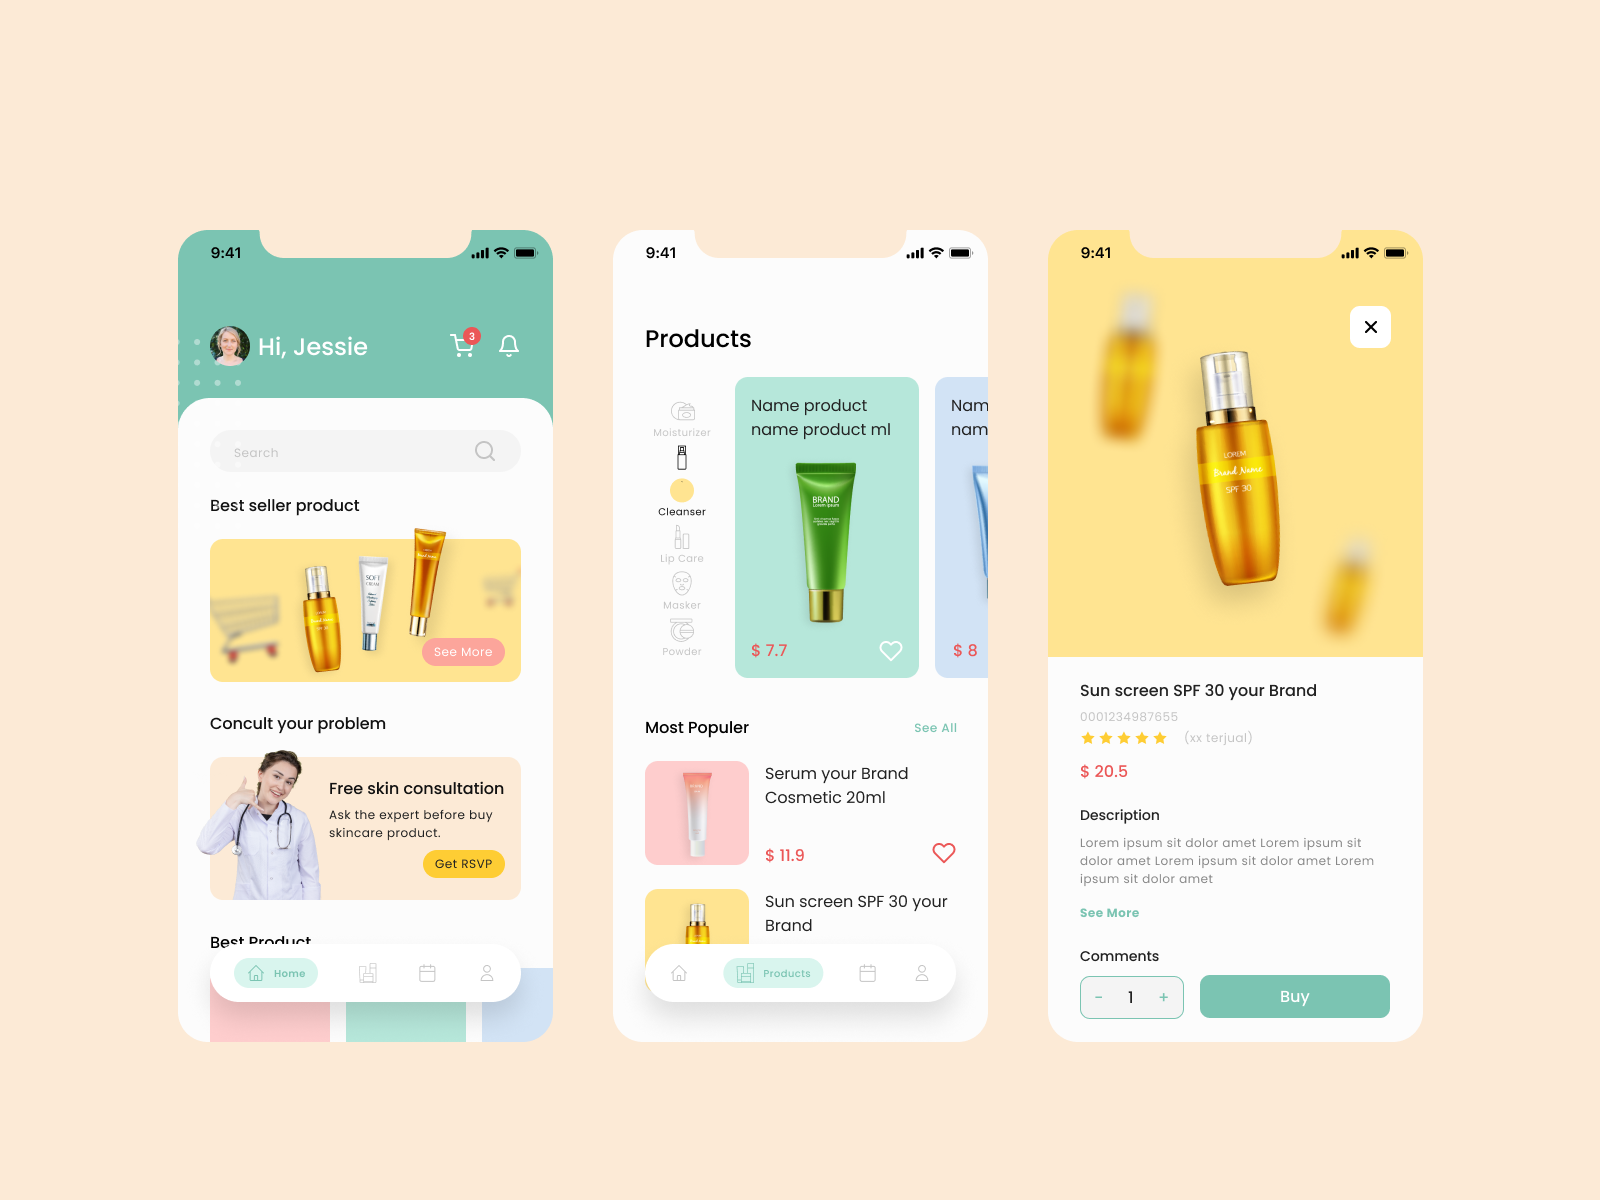 9:41
Hi, Jessie
3
Search
Best seller product
SOFT
CREAM
See More
Concult your problem
Free skin consultation
Ask the expert before buy
skincare product.
Get RSVP
Best Product
Home
9:41
Products
Moisturizer
Cleanser
Lip Care
Masker
Powder
Name product
name product ml
BRAND
Lorem ipsum
$ 7.7
Nam
nam
$ 8
Most Populer
See All
Serum your Brand
Cosmetic 20ml
$ 11.9
Sun screen SPF 30 your
Brand
Products
9:41
LOREM
Brand Name
SPF 30
Sun screen SPF 30 your Brand
0001234987655
(xx terjual)
$ 20.5
Description
Lorem ipsum sit dolor amet Lorem ipsum sit
dolor amet Lorem ipsum sit dolor amet Lorem
ipsum sit dolor amet
See More
Comments
- 1 +
Buy